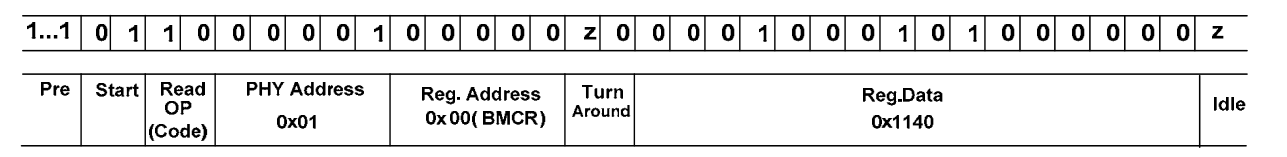 1...1 0 1 1 0 0 0 0 0 1 0 0 0 0 0 z 0 0 0 0 1 0 0 0 1 0 1 0 0 0 0 0 0 z
Pre Start Read PHY Address Reg. Address Turn Reg.Data Idle
OP Around
(Code) 0x01 0x00( BMCR) 0x1140